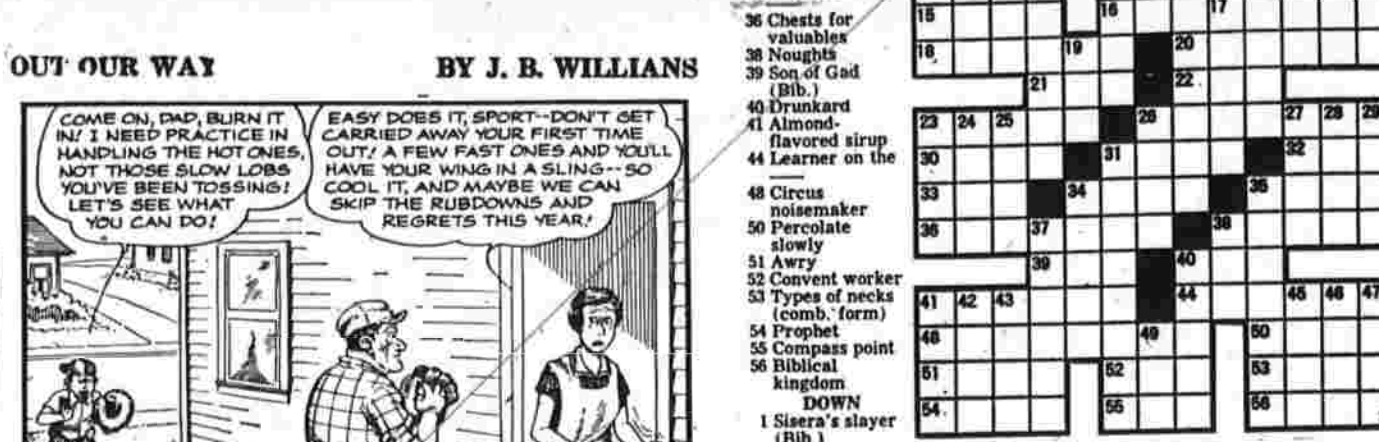 OUT OUR WAY
BY J. B. WILLIANS
COME ON, DAD, BURN IT
IN! I NEED PRACTICE IN
HANDLING THE HOT ONES,
NOT THOSE SLOW LOBS
YOU'VE BEEN TOSSING!
LET'S SEE WHAT
YOU CAN DO!
EASY DOES IT, SPORT--DON'T GET
CARRIED AWAY YOUR FIRST TIME
OUT! A FEW FAST ONES AND YOU'LL
HAVE YOUR WING IN A SLING--SO
COOL IT, AND MAYBE WE CAN
SKIP THE RUBDOWNS AND
REGRETS THIS YEAR!
36 Chests for
valuables
38 Noughts
39 Son of Gad
(Bib.)
40 Drunkard
41 Almond-
flavored sirup
44 Learner on the
48 Circus
noisemaker
50 Percolate
slowly
51 Awry
52 Convent worker
53 Types of necks
(comb. form)
54 Prophet
55 Compass point
56 Biblical
kingdom
DOWN
1 Sisera's slayer
(Bib.)
15 16 17
18 19 20
21 22
23 24 25 26 27 28 29
30 31 32
33 34 35
36 37 38
39 40
41 42 43 44 45 46 47
48 49 50
51 52 53
54 55 56